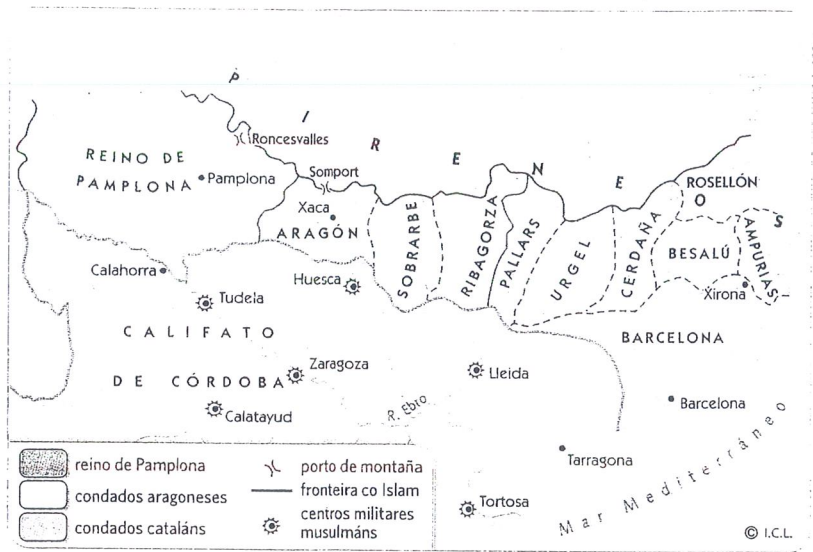 P I R E N E O S
Roncesvalles
REINO DE
PAMPLONA
Pamplona
Somport
Xaca
ARAGÓN
SOBRARBE
RIBAGORZA
PALLARS
URGEL
CERDAÑA
ROSELLÓN
BESALÚ
AMPURIAS
Xirona
Calahorra
Tudela
Huesca
CALIFATO
DE CÓRDOBA
Zaragoza
Calatayud
R. Ebro
Lleida
BARCELONA
Barcelona
Tarragona
Tortosa
Mar Mediterráneo
reino de Pamplona
condados aragoneses
condados cataláns
porto de montaña
fronteira co Islam
centros militares
musulmáns
© I.C.L.